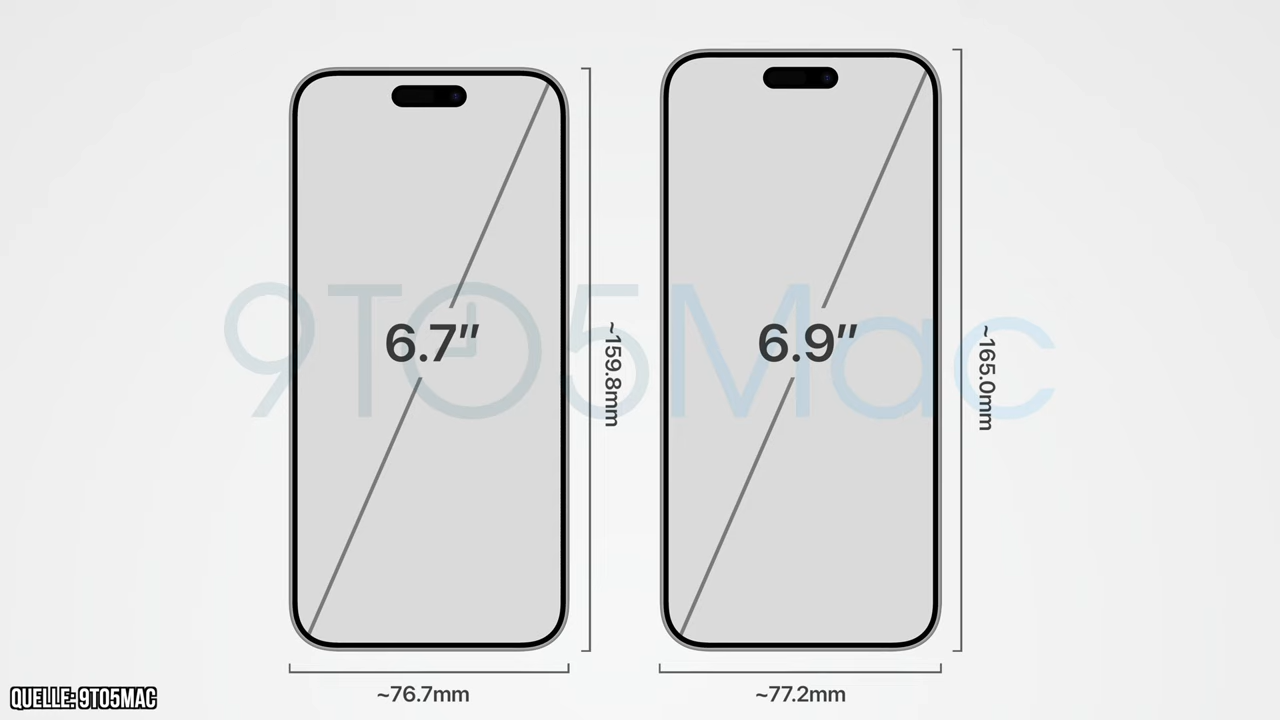 9TO5Mac
6.7″
~159.8mm
~76.7mm
6.9″
~165.0mm
~77.2mm
QUELLE: 9TO5MAC